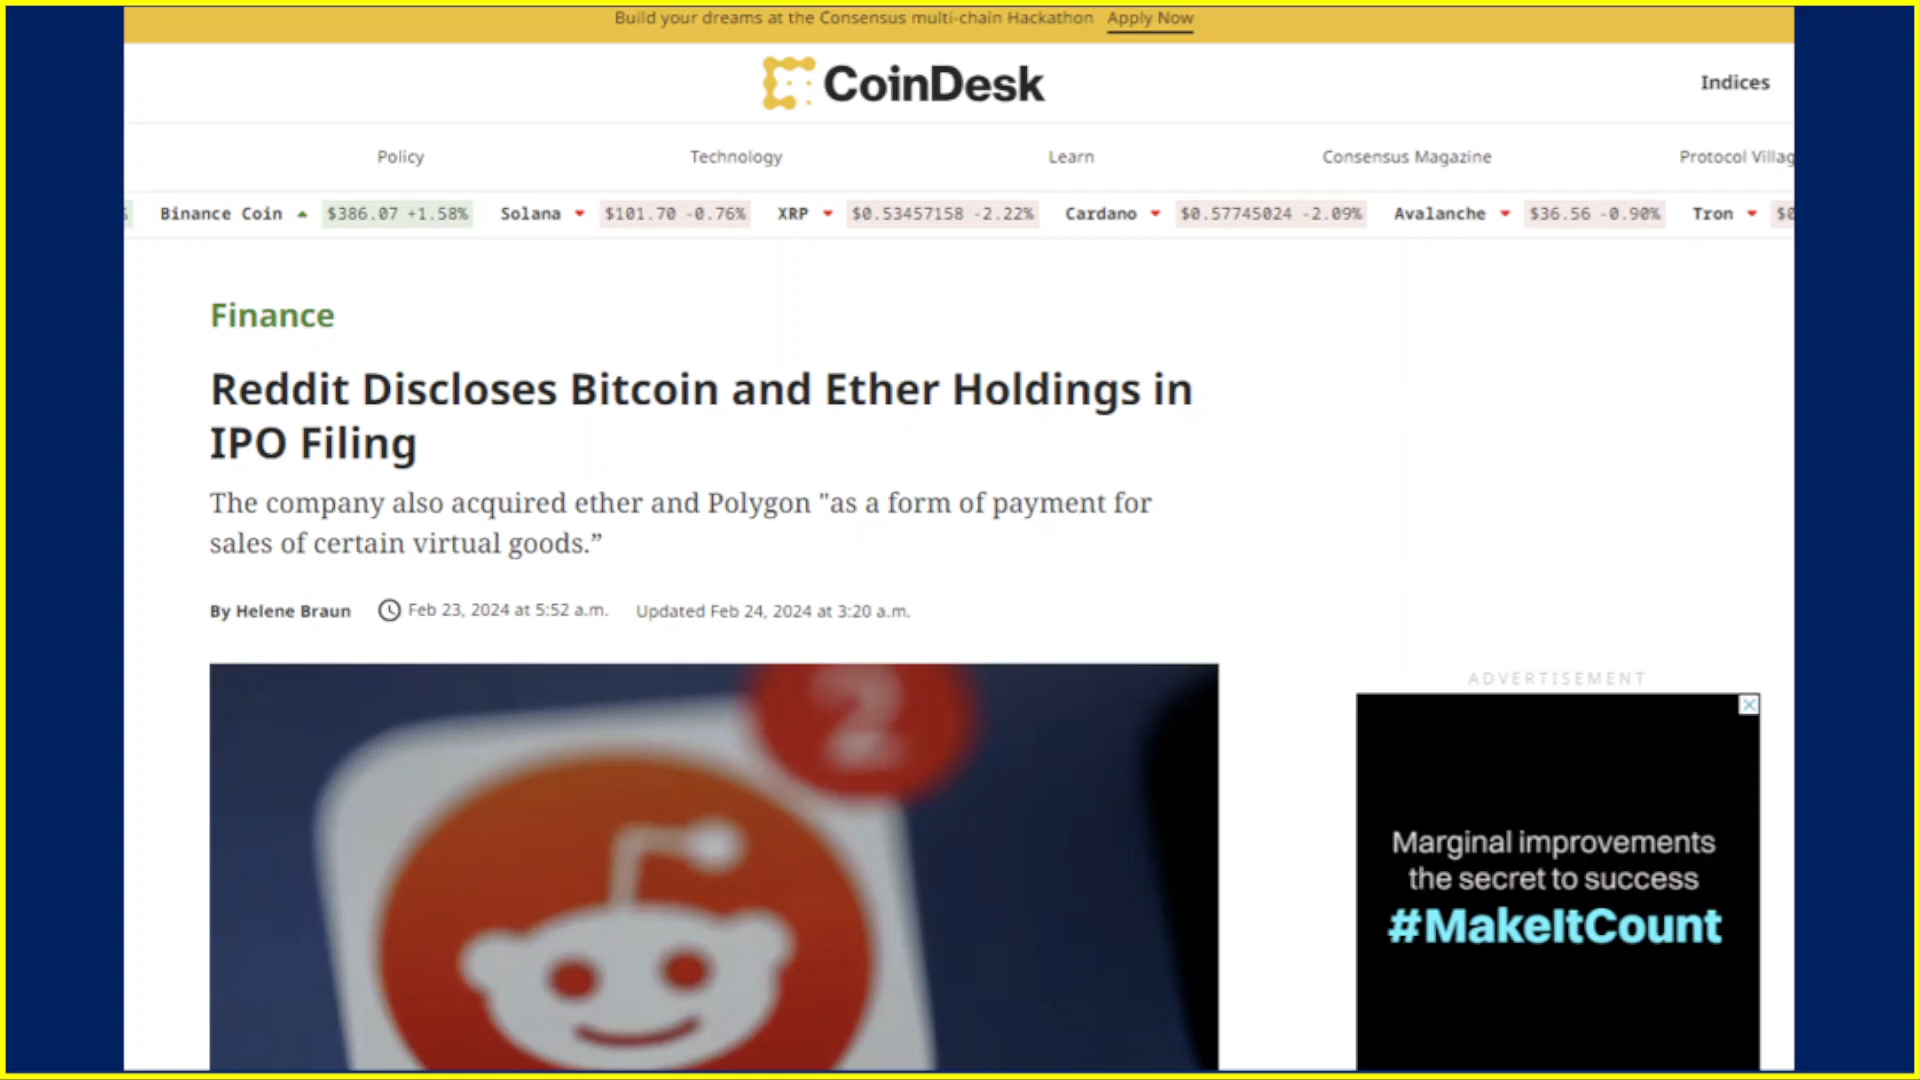 Build your dreams at the Consensus multi-chain Hackathon Apply Now
CoinDesk
Indices
Policy Technology Learn Consensus Magazine Protocol Villag
Binance Coin $386.07 +1.58% Solana $101.70 -0.76% XRP $0.53457158 -2.22% Cardano $0.57745024 -2.09% Avalanche $36.56 -0.90% Tron
Finance
Reddit Discloses Bitcoin and Ether Holdings in
IPO Filing
The company also acquired ether and Polygon "as a form of payment for
sales of certain virtual goods.”
By Helene Braun Feb 23, 2024 at 5:52 a.m. Updated Feb 24, 2024 at 3:20 a.m.
2
ADVERTISEMENT
Marginal improvements
the secret to success
#MakeItCount